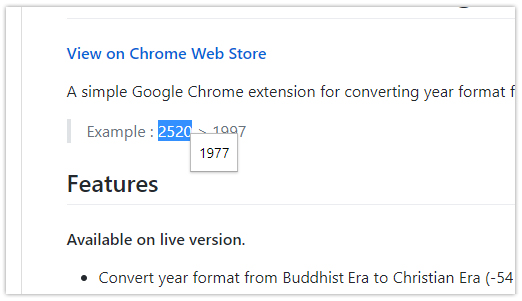 View on Chrome Web Store
A simple Google Chrome extension for converting year format f
Example : 2520 > 1997
1977
Features
Available on live version.
Convert year format from Buddhist Era to Christian Era (-54